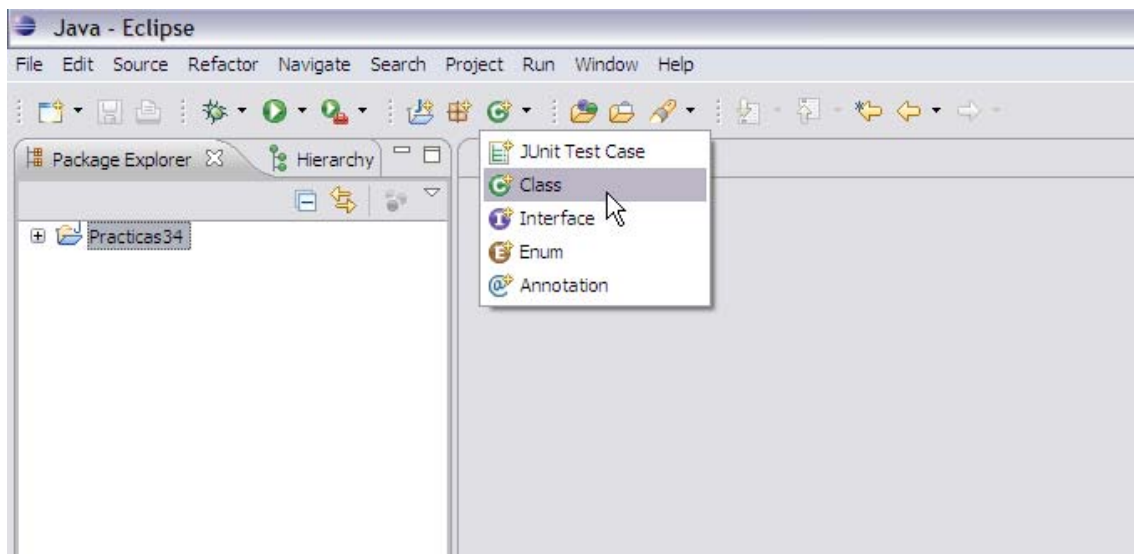 Java - Eclipse
File Edit Source Refactor Navigate Search Project Run Window Help
Package Explorer Hierarchy
Practicas34
JUnit Test Case
Class
Interface
Enum
Annotation